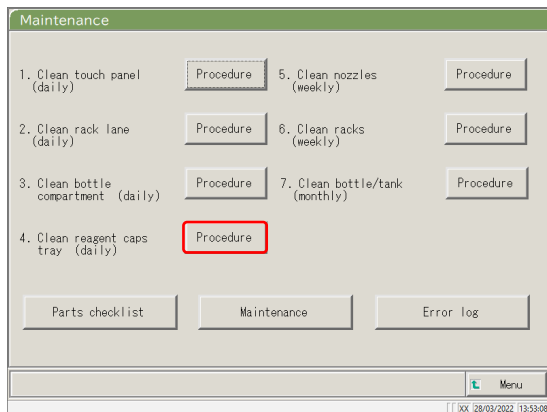 Maintenance
1. Clean touch panel
(daily)
Procedure
2. Clean rack lane
(daily)
Procedure
3. Clean bottle
compartment (daily)
Procedure
4. Clean reagent caps
tray (daily)
Procedure
5. Clean nozzles
(weekly)
Procedure
6. Clean racks
(weekly)
Procedure
7. Clean bottle/tank
(monthly)
Procedure
Parts checklist
Maintenance
Error log
Menu
XX 28/03/2022 13:53:08